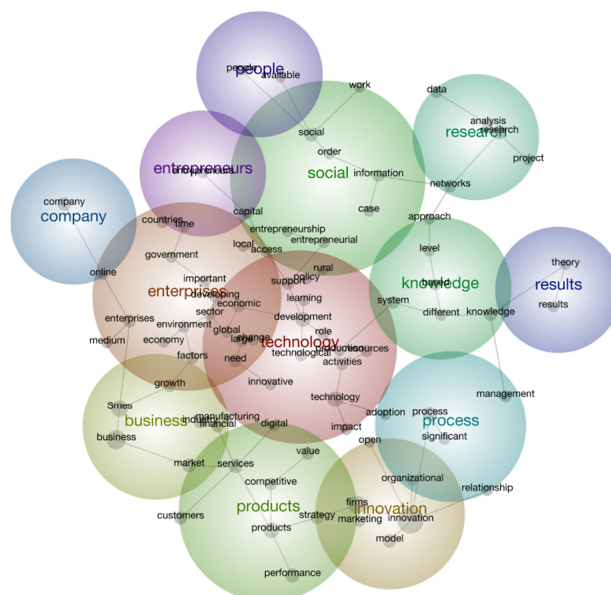 people
people
available
work
data
analysis
research
research
project
social
order
entrepreneurs
entrepreneurs
social
information
networks
case
company
company
countries
time
capital
approach
entrepreneurship
local
access
entrepreneurial
level
government
theory
online
important
support
policy
rural
based
knowledge
results
enterprises
developing
economic
learning
system
results
sector
enterprises
environment
global
development
different
knowledge
medium
economy
change
large
role
technology
technological
production
resources
factors
need
activities
growth
innovative
technology
management
smes
business
industry
manufacturing
financial
digital
impact
adoption
process
process
business
open
significant
market
services
value
competitive
organizational
relationship
products
firms
innovation
customers
products
strategy
marketing
innovation
model
performance